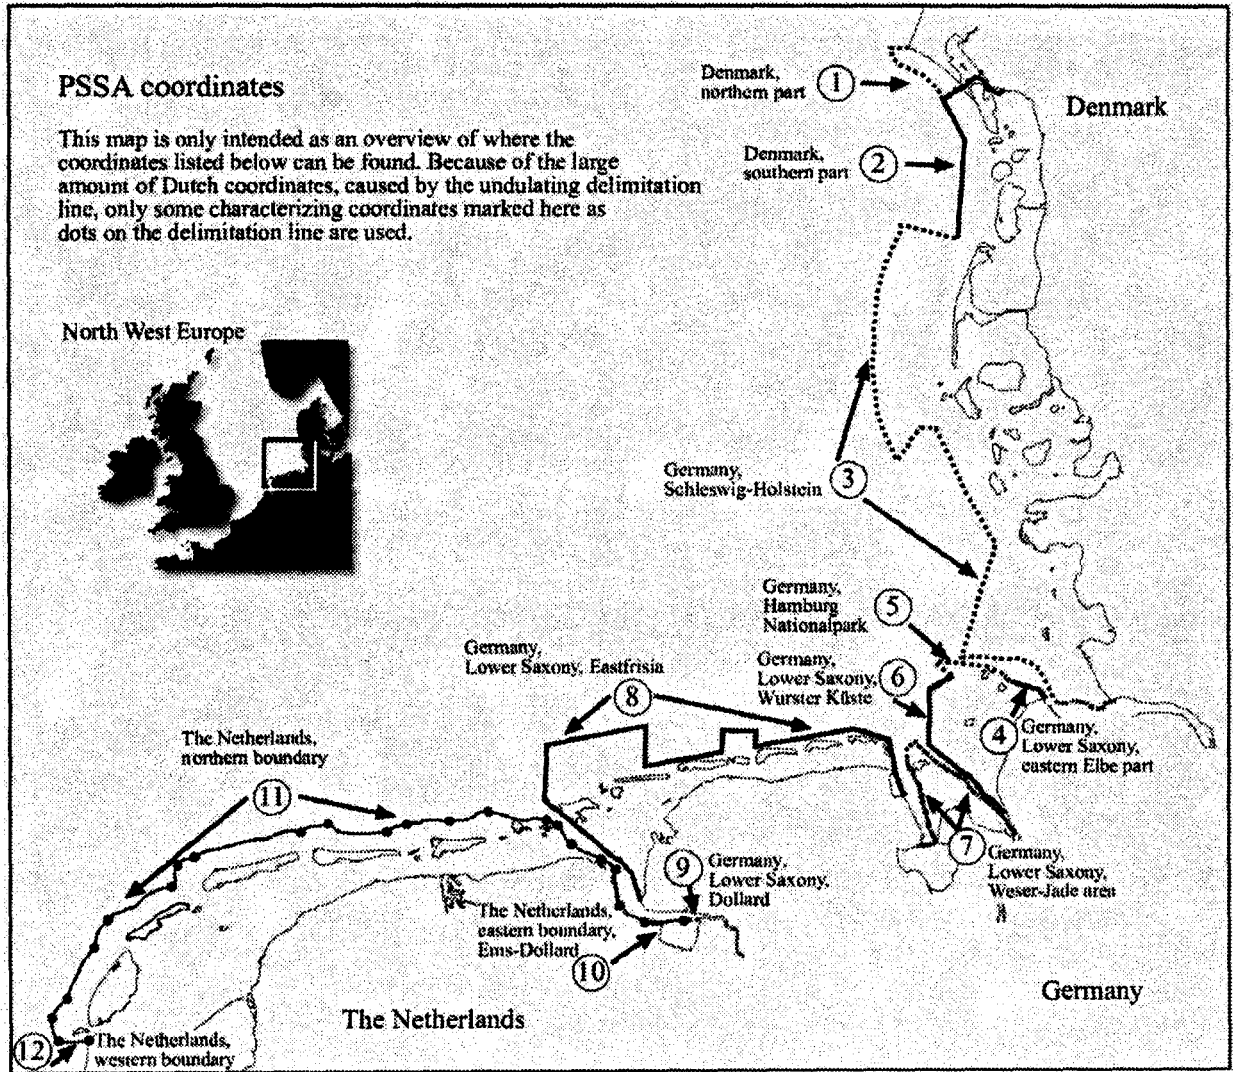 PSSA coordinates
This map is only intended as an overview of where the
coordinates listed below can be found. Because of the large
amount of Dutch coordinates, caused by the undulating delimitation
line, only some characterizing coordinates marked here as
dots on the delimitation line are used.
North West Europe
Denmark,
northern part
1
Denmark
Denmark,
southern part
2
Germany,
Schleswig-Holstein
3
Germany,
Hamburg
Nationalpark
5
Germany,
Lower Saxony,
Wurster Küste
6
4
Germany,
Lower Saxony,
eastern Elbe part
Germany,
Lower Saxony, Eastfrisia
8
7
Germany,
Lower Saxony,
Weser-Jade area
The Netherlands,
northern boundary
11
9
Germany,
Lower Saxony,
Dollard
The Netherlands,
eastern boundary,
Ems-Dollard
10
Germany
The Netherlands
12
The Netherlands,
western boundary